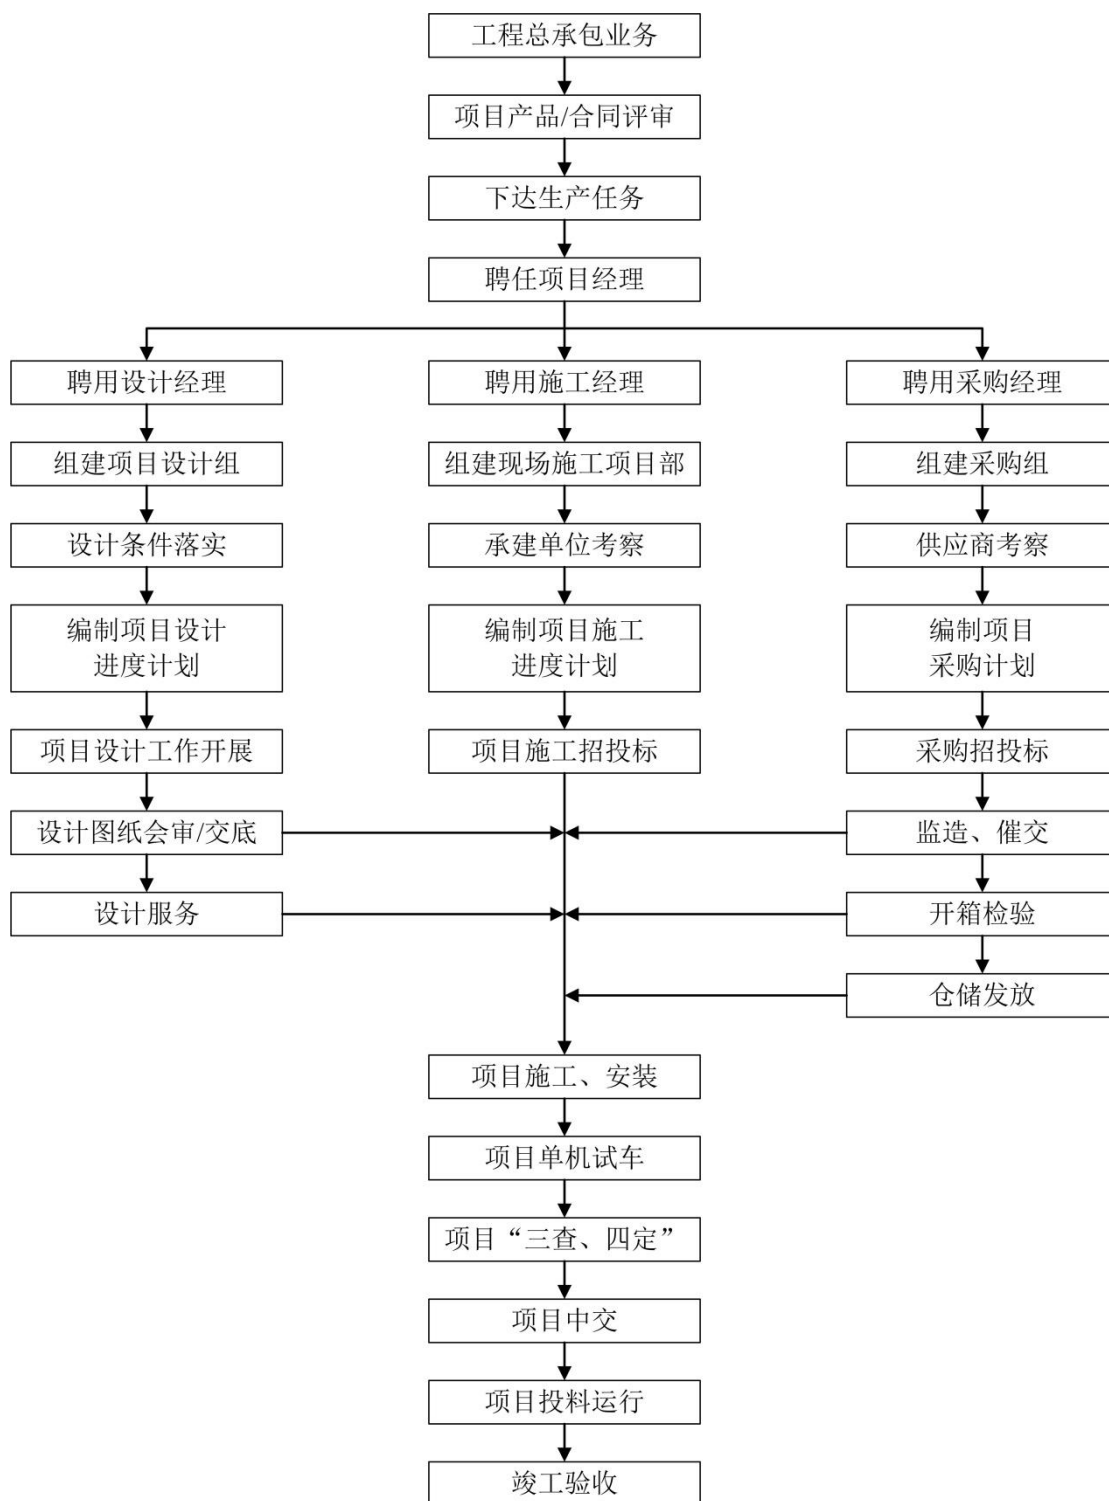 工程总承包业务
项目产品/合同评审
下达生产任务
聘任项目经理
聘用设计经理
聘用施工经理
聘用采购经理
组建项目设计组
组建现场施工项目部
组建采购组
设计条件落实
承建单位考察
供应商考察
编制项目设计
进度计划
编制项目施工
进度计划
编制项目
采购计划
项目设计工作开展
项目施工招投标
采购招投标
设计图纸会审/交底
监造、催交
设计服务
开箱检验
仓储发放
项目施工、安装
项目单机试车
项目“三查、四定”
项目中交
项目投料运行
竣工验收